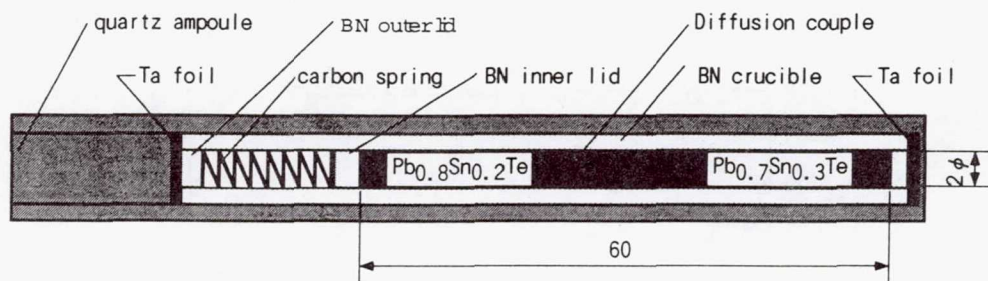 quartz ampoule BN outer lid Diffusion couple
Ta foil carbon spring BN inner lid BN crucible Ta foil
Pb0.8Sn0.2Te Pb0.7Sn0.3Te
2 φ
60